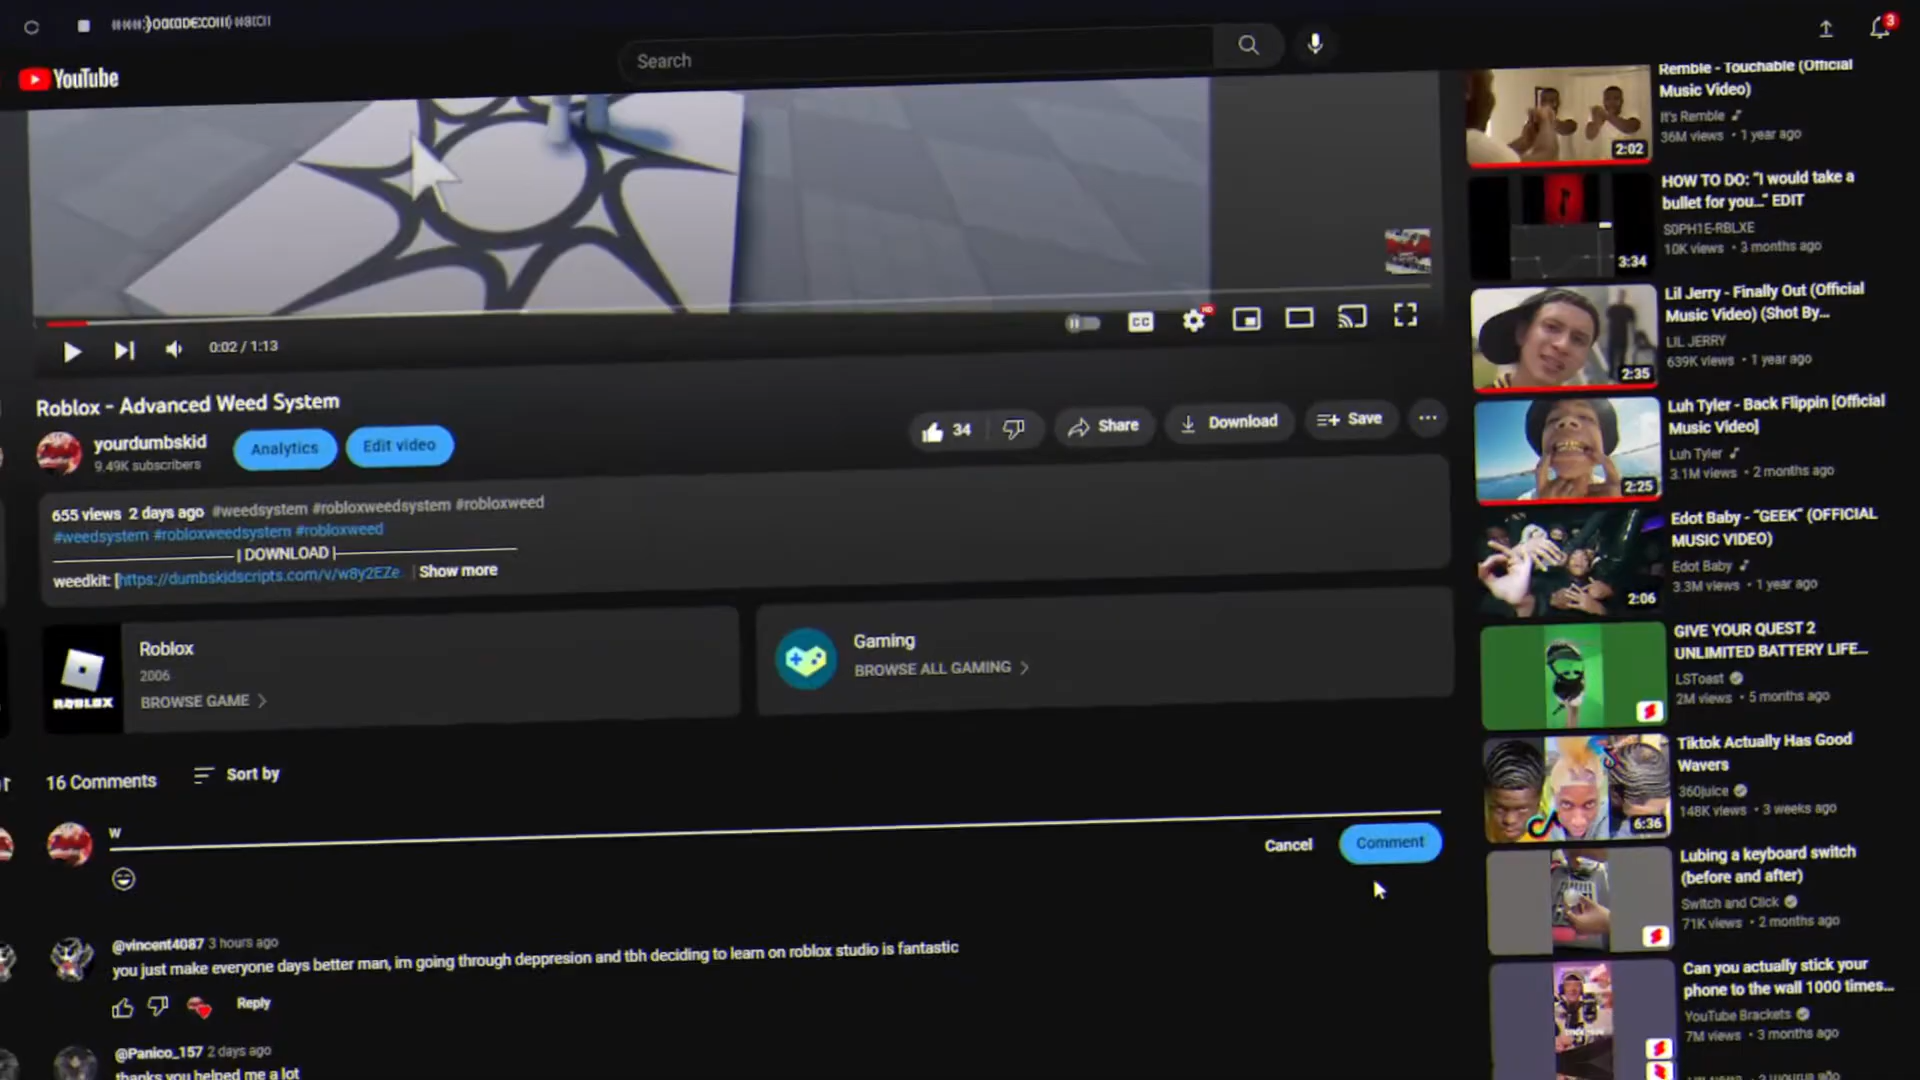 YouTube
Search
3
0:02 / 1:13
CC
HD
Roblox - Advanced Weed System
yourdumbskid
9.49K subscribers
Analytics
Edit video
34
Share
Download
Save
655 views 2 days ago #weedsystem #robloxweedsystem #robloxweed
#weedsystem #robloxweedsystem #robloxweed
| DOWNLOAD |
weedkit: [https://dumbskidscripts.com/v/w8y2EZe... | Show more
ROBLOX
Roblox
2006
BROWSE GAME
Gaming
BROWSE ALL GAMING
16 Comments
Sort by
w
Cancel
Comment
@vincent4087 3 hours ago
you just make everyone days better man, im going through deppresion and tbh deciding to learn on roblox studio is fantastic
Reply
@Panico_157 2 days ago
thanks you helped me a lot
Remble - Touchable (Official
Music Video)
It's Remble
36M views • 1 year ago
2:02
HOW TO DO: "I would take a
bullet for you..." EDIT
S0PH1E-RBLXE
10K views • 3 months ago
3:34
Lil Jerry - Finally Out (Official
Music Video) (Shot By...
LIL JERRY
639K views • 1 year ago
2:35
Luh Tyler - Back Flippin [Official
Music Video]
Luh Tyler
3.1M views • 2 months ago
2:25
Edot Baby - "GEEK" (OFFICIAL
MUSIC VIDEO)
Edot Baby
3.3M views • 1 year ago
2:06
GIVE YOUR QUEST 2
UNLIMITED BATTERY LIFE...
LSToast
2M views • 5 months ago
Tiktok Actually Has Good
Wavers
360juice
148K views • 3 weeks ago
6:36
Lubing a keyboard switch
(before and after)
Switch and Click
71K views • 2 months ago
Can you actually stick your
phone to the wall 1000 times...
YouTube Brackets
7M views • 3 months ago